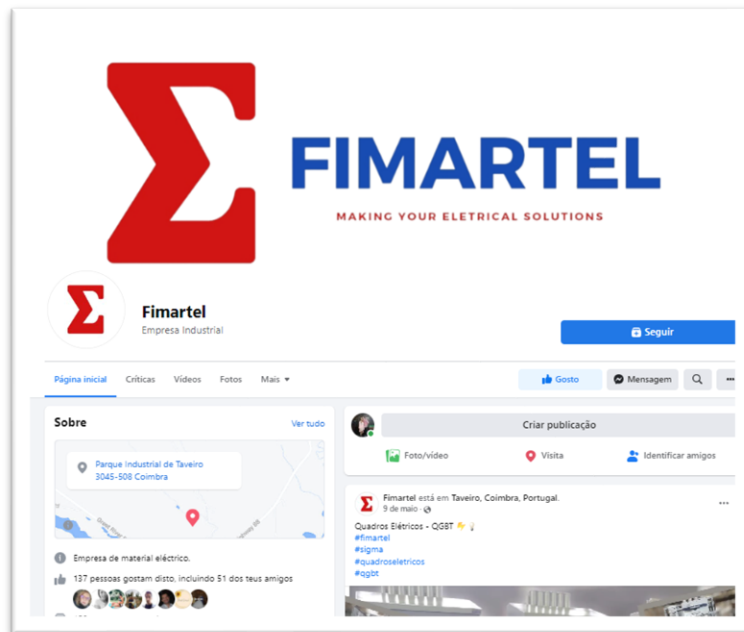 FIMARTEL
MAKING YOUR ELETRICAL SOLUTIONS
Fimartel
Empresa Industrial
Seguir
Página inicial Críticas Vídeos Fotos Mais
Gosto Mensagem
Sobre
Ver tudo
Parque Industrial de Taveiro
3045-508 Coimbra
Empresa de material eléctrico.
137 pessoas gostam disto, incluindo 51 dos teus amigos
Criar publicação
Foto/vídeo Visita Identificar amigos
Fimartel está em Taveiro, Coimbra, Portugal.
9 de maio
Quadros Elétricos - QGBT
#fimartel
#sigma
#quadroseletricos
#qgbt